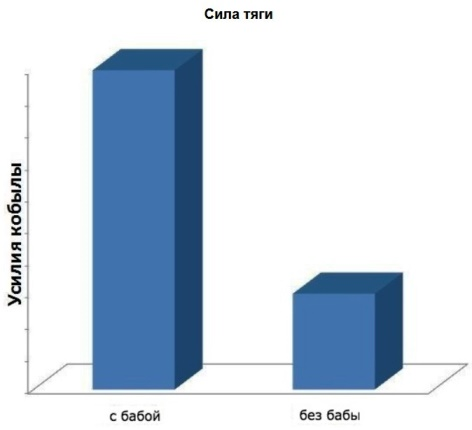 Сила тяги
Усилия кобылы
с бабой
без бабы